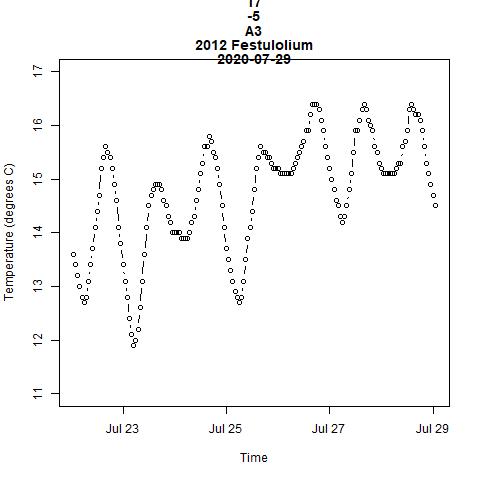 17
-5
A3
2012 Festulolium
2020-07-29
17
16
15
14
13
12
11
Temperature (degrees C)
Jul 23
Jul 25
Jul 27
Jul 29
Time